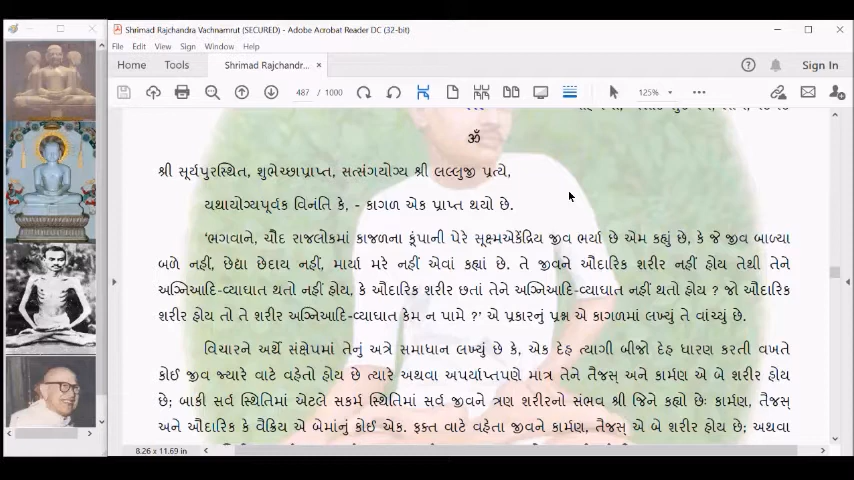 Shrimad Rajchandra Vachnamrut (SECURED) - Adobe Acrobat Reader DC (32-bit)
File Edit View Sign Window Help
Home Tools Shrimad Rajchandr... × Sign In
487 / 1000 125%
ૐ
શ્રી સૂર્યપુરસ્થિત, શુભેચ્છાપ્રાપ્ત, સત્સંગયોગ્ય શ્રી લલ્લુજી પ્રત્યે,
યથાયોગ્યપૂર્વક વિનંતિ કે, - કાગળ એક પ્રાપ્ત થયો છે.
'ભગવાને, ચૌદ રાજલોકમાં કાજળના કૂંપાની પેરે સૂક્ષ્મએકેંદ્રિય જીવ ભર્યા છે એમ કહ્યું છે, કે જે જીવ બાળ્યા
બળે નહીં, છેદ્યા છેદાય નહીં, માર્યા મરે નહીં એવાં કહ્યાં છે. તે જીવને ઔદારિક શરીર નહીં હોય તેથી તેને
અગ્નિઆદિ-વ્યાઘાત થતો નહીં હોય, કે ઔદારિક શરીર છતાં તેને અગ્નિઆદિ-વ્યાઘાત નહીં થતો હોય ? જો ઔદારિક
શરીર હોય તો તે શરીર અગ્નિઆદિ-વ્યાઘાત કેમ ન પામે ?' એ પ્રકારનું પ્રશ્ન એ કાગળમાં લખ્યું તે વાંચ્યું છે.
વિચારને અર્થે સંક્ષેપમાં તેનું અત્રે સમાધાન લખ્યું છે કે, એક દેહ ત્યાગી બીજો દેહ ધારણ કરતી વખતે
કોઈ જીવ જ્યારે વાટે વહેતો હોય છે ત્યારે અથવા અપર્યાપ્તપણે માત્ર તેને તૈજસ્ અને કાર્મણ એ બે શરીર હોય
છે; બાકી સર્વ સ્થિતિમાં એટલે સકર્મ સ્થિતિમાં સર્વ જીવને ત્રણ શરીરનો સંભવ શ્રી જિને કહ્યો છેઃ કાર્મણ, તૈજસ્
અને ઔદારિક કે વૈક્રિય એ બેમાંનું કોઈ એક. ફક્ત વાટે વહેતા જીવને કાર્મણ, તૈજસ્ એ બે શરીર હોય છે; અથવા
8.26 x 11.69 in